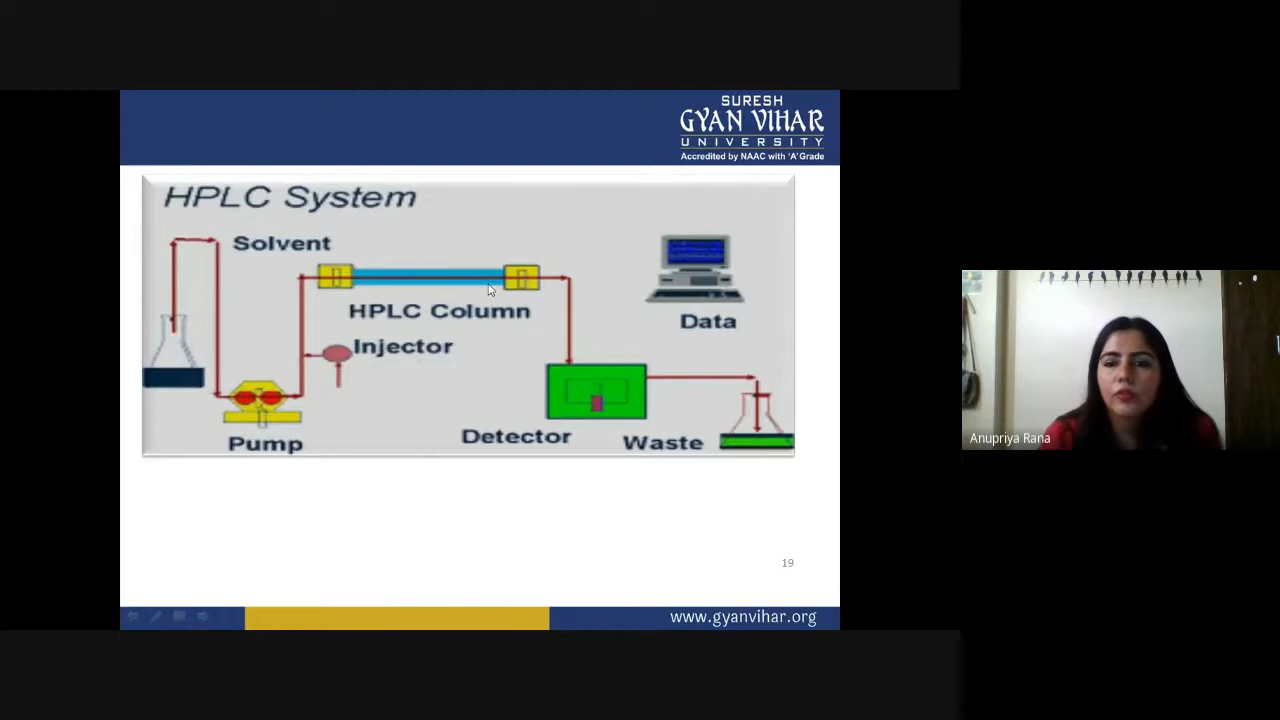 SURESH
GYAN VIHAR
UNIVERSITY
Accredited by NAAC with 'A' Grade
HPLC System
Solvent
HPLC Column
Injector
Data
Pump
Detector
Waste
19
www.gyanvihar.org
Anupriya Rana